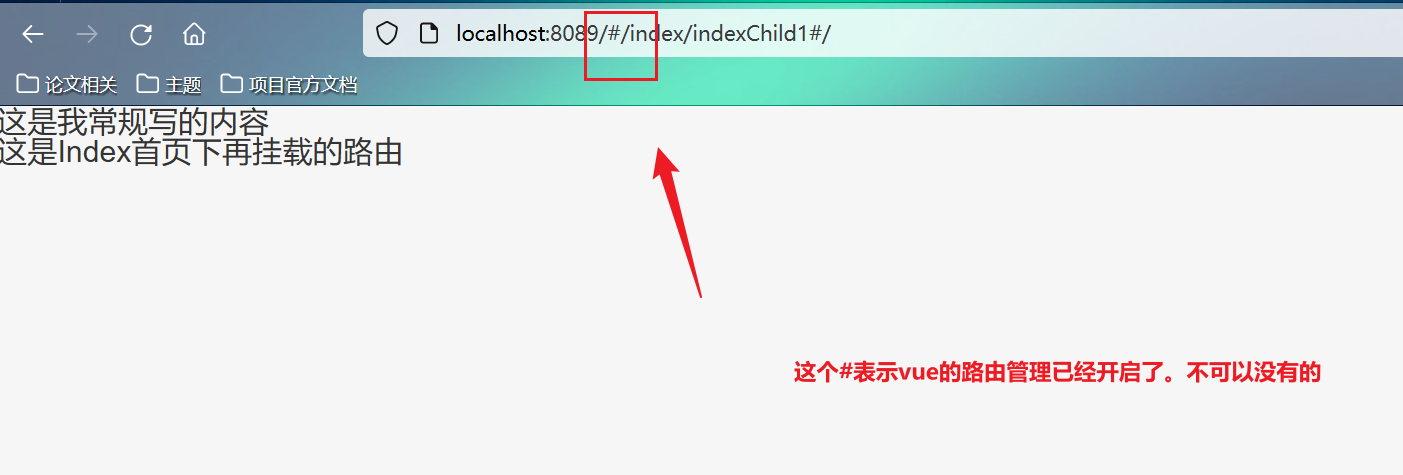 localhost:8089/#/index/indexChild1#/
论文相关 主题 项目官方文档
这是我常规写的内容
这是Index首页下再挂载的路由
这个#表示vue的路由管理已经开启了。不可以没有的